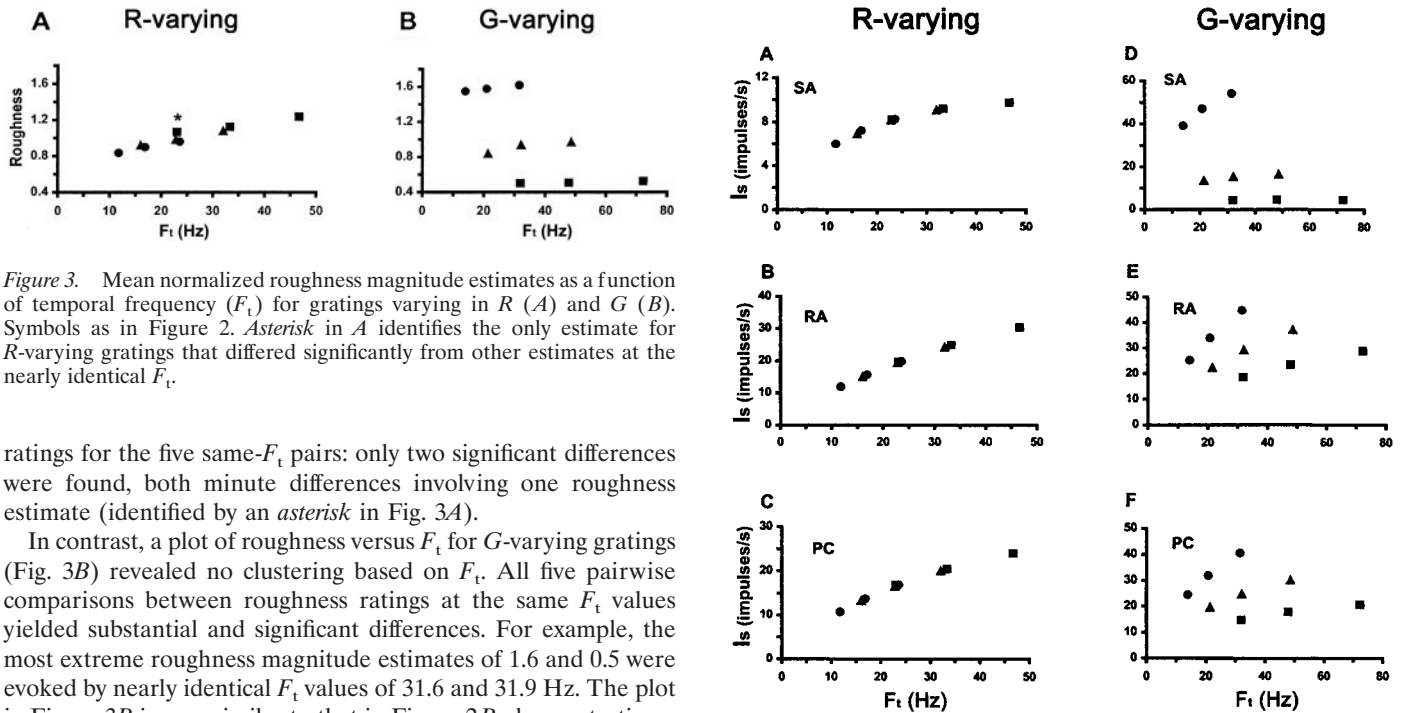 A R-varying
B G-varying
Roughness
1.6
1.2
0.8
0.4
*
0 10 20 30 40 50
Ft (Hz)
1.6
1.2
0.8
0.4
0 20 40 60 80
Ft (Hz)
Figure 3. Mean normalized roughness magnitude estimates as a function
of temporal frequency (Ft) for gratings varying in R (A) and G (B).
Symbols as in Figure 2. Asterisk in A identifies the only estimate for
R-varying gratings that differed significantly from other estimates at the
nearly identical Ft.
ratings for the five same-Ft pairs: only two significant differences
were found, both minute differences involving one roughness
estimate (identified by an asterisk in Fig. 3A).
In contrast, a plot of roughness versus Ft for G-varying gratings
(Fig. 3B) revealed no clustering based on Ft. All five pairwise
comparisons between roughness ratings at the same Ft values
yielded substantial and significant differences. For example, the
most extreme roughness magnitude estimates of 1.6 and 0.5 were
evoked by nearly identical Ft values of 31.6 and 31.9 Hz. The plot
R-varying
G-varying
A
SA
Is (impulses/s)
12
8
4
0
0 10 20 30 40 50
D
SA
60
40
20
0
0 20 40 60 80
B
RA
Is (impulses/s)
40
30
20
10
0
0 10 20 30 40 50
E
RA
50
40
30
20
10
0
0 20 40 60 80
C
PC
Is (impulses/s)
30
20
10
0
0 10 20 30 40 50
Ft (Hz)
F
PC
50
40
30
20
10
0
0 20 40 60 80
Ft (Hz)